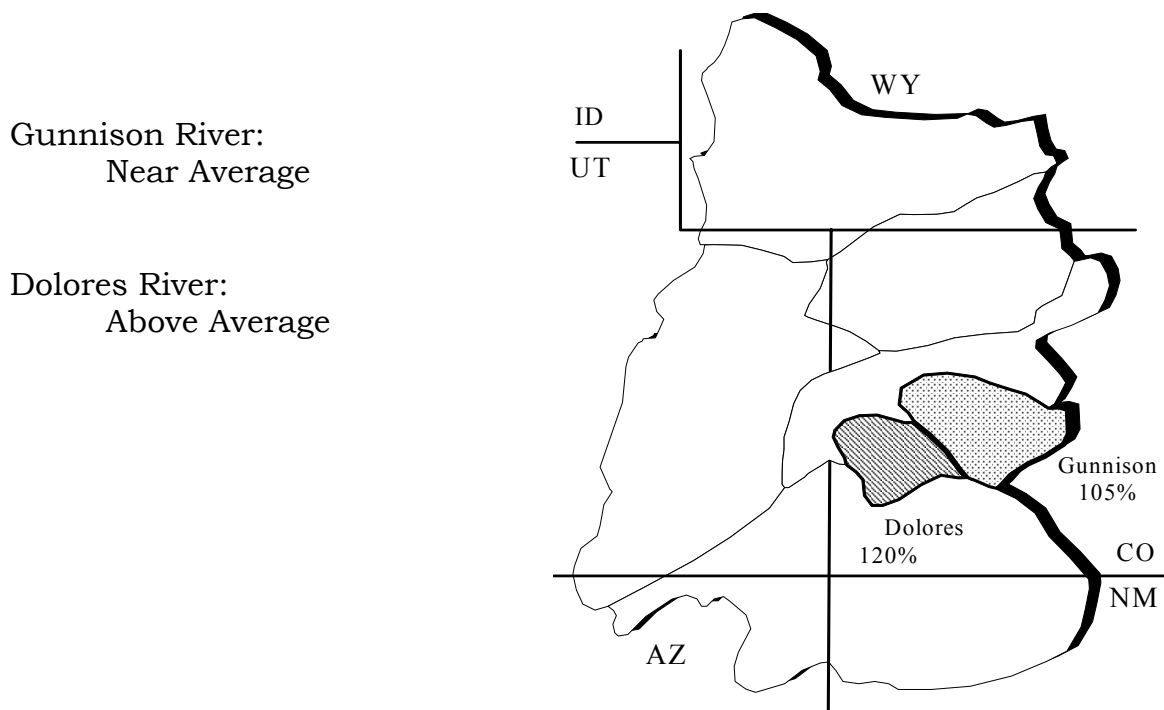 Gunnison River:
Near Average
Dolores River:
Above Average
WY
ID
UT
Gunnison
105%
Dolores
120%
CO
NM
AZ